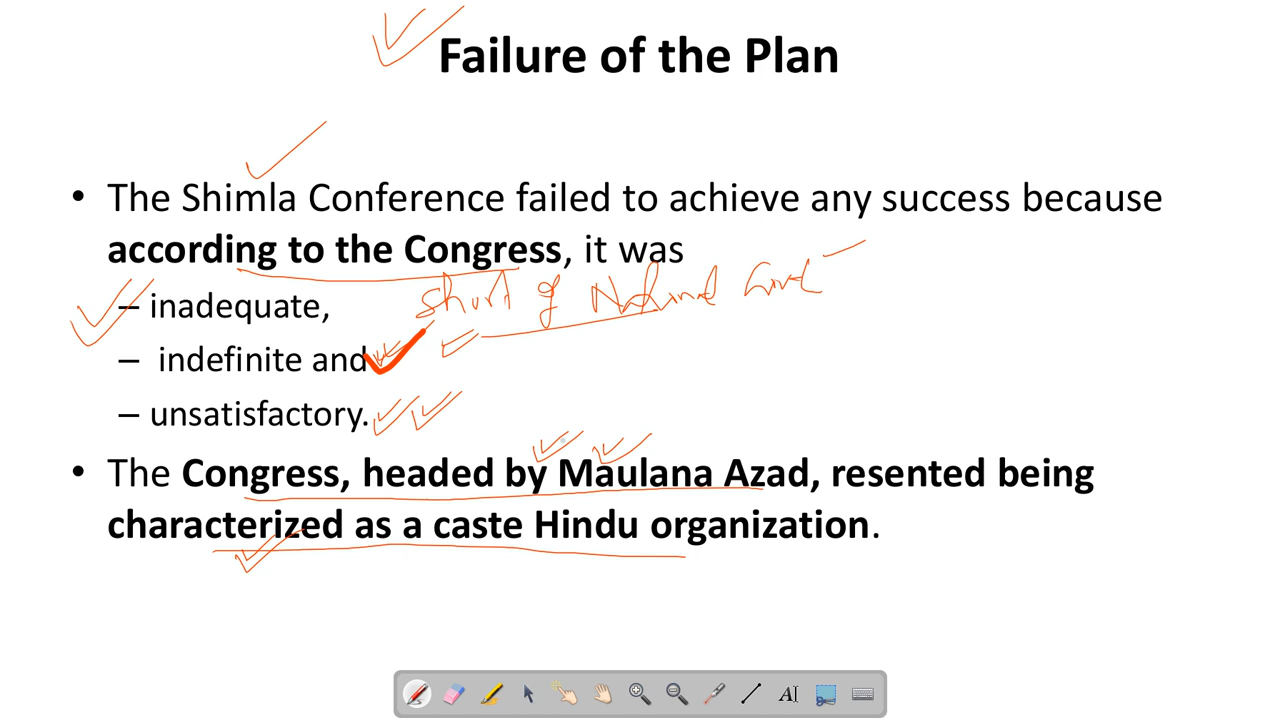 Failure of the Plan
• The Shimla Conference failed to achieve any success because
according to the Congress, it was
– inadequate,
short of National Govt
– indefinite and
– unsatisfactory.
• The Congress, headed by Maulana Azad, resented being
characterized as a caste Hindu organization.
AI